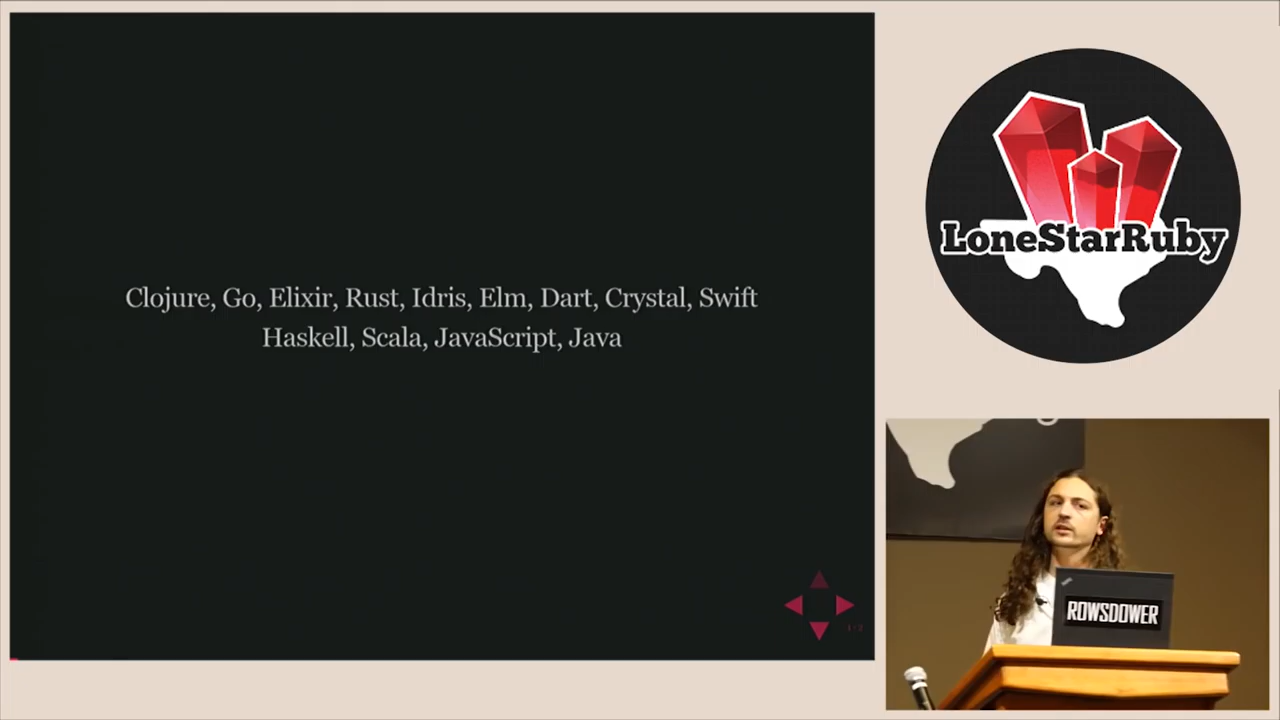 Clojure, Go, Elixir, Rust, Idris, Elm, Dart, Crystal, Swift
Haskell, Scala, JavaScript, Java
LoneStarRuby
ROWSDOWER